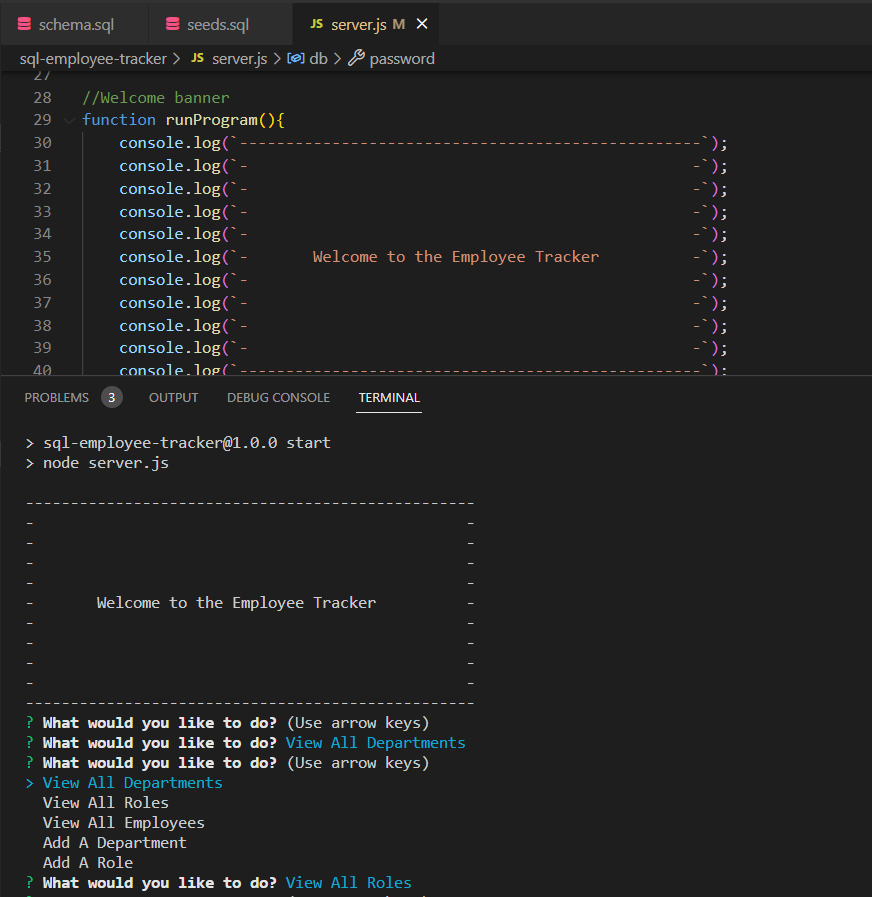 schema.sql seeds.sql JS server.js M ×
sql-employee-tracker > JS server.js > db > password
27
28 //Welcome banner
29 function runProgram(){
30     console.log(`--------------------------------------------------`);
31     console.log(`-                                                -`);
32     console.log(`-                                                -`);
33     console.log(`-                                                -`);
34     console.log(`-                                                -`);
35     console.log(`-       Welcome to the Employee Tracker          -`);
36     console.log(`-                                                -`);
37     console.log(`-                                                -`);
38     console.log(`-                                                -`);
39     console.log(`-                                                -`);
40     console.log(`--------------------------------------------------`);
PROBLEMS 3 OUTPUT DEBUG CONSOLE TERMINAL
> sql-employee-tracker@1.0.0 start
> node server.js
--------------------------------------------------
-                                                -
-                                                -
-                                                -
-                                                -
-       Welcome to the Employee Tracker          -
-                                                -
-                                                -
-                                                -
-                                                -
--------------------------------------------------
? What would you like to do? (Use arrow keys)
? What would you like to do? View All Departments
? What would you like to do? (Use arrow keys)
> View All Departments
  View All Roles
  View All Employees
  Add A Department
  Add A Role
? What would you like to do? View All Roles